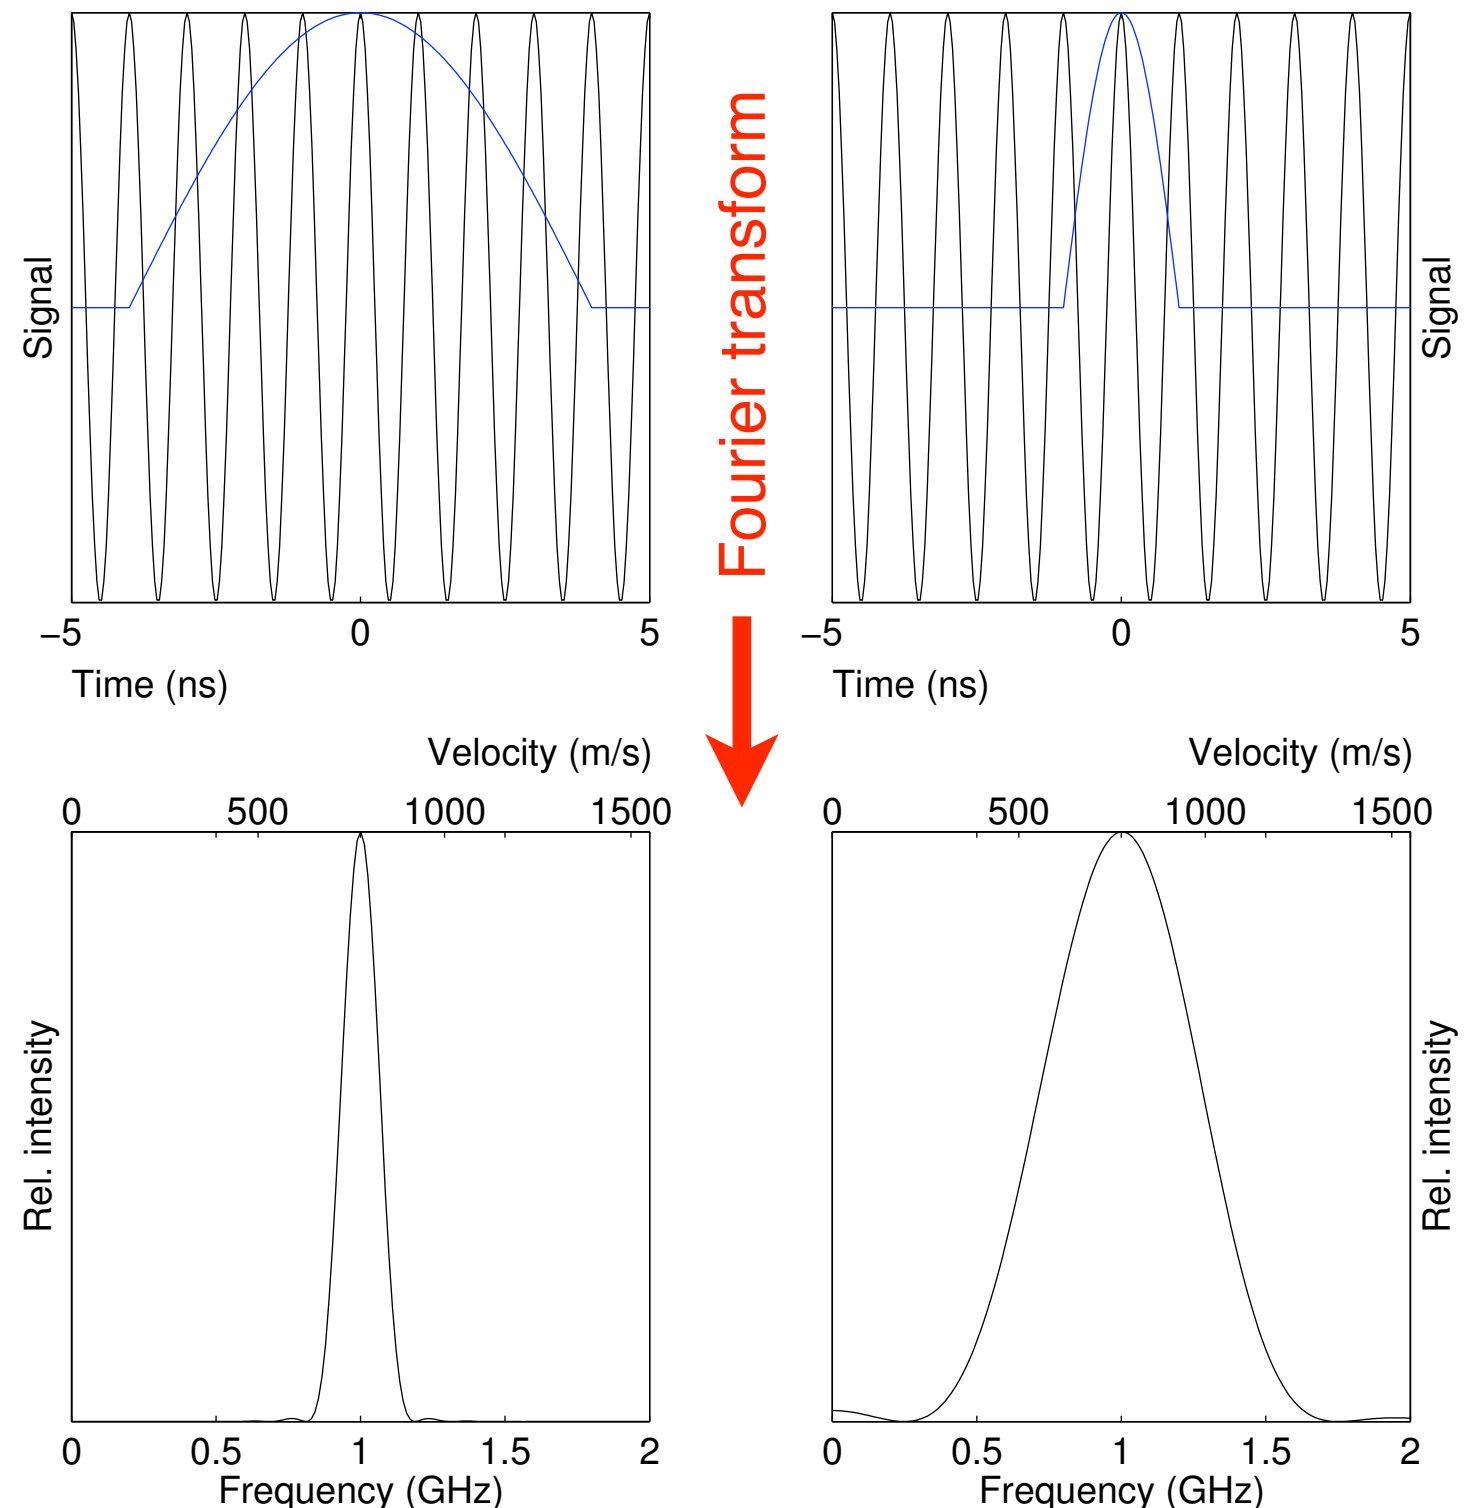 Signal
−5 0 5
Time (ns)
Fourier transform
Signal
−5 0 5
Time (ns)
Velocity (m/s)
0 500 1000 1500
Rel. intensity
0 0.5 1 1.5 2
Frequency (GHz)
Velocity (m/s)
0 500 1000 1500
Rel. intensity
0 0.5 1 1.5 2
Frequency (GHz)